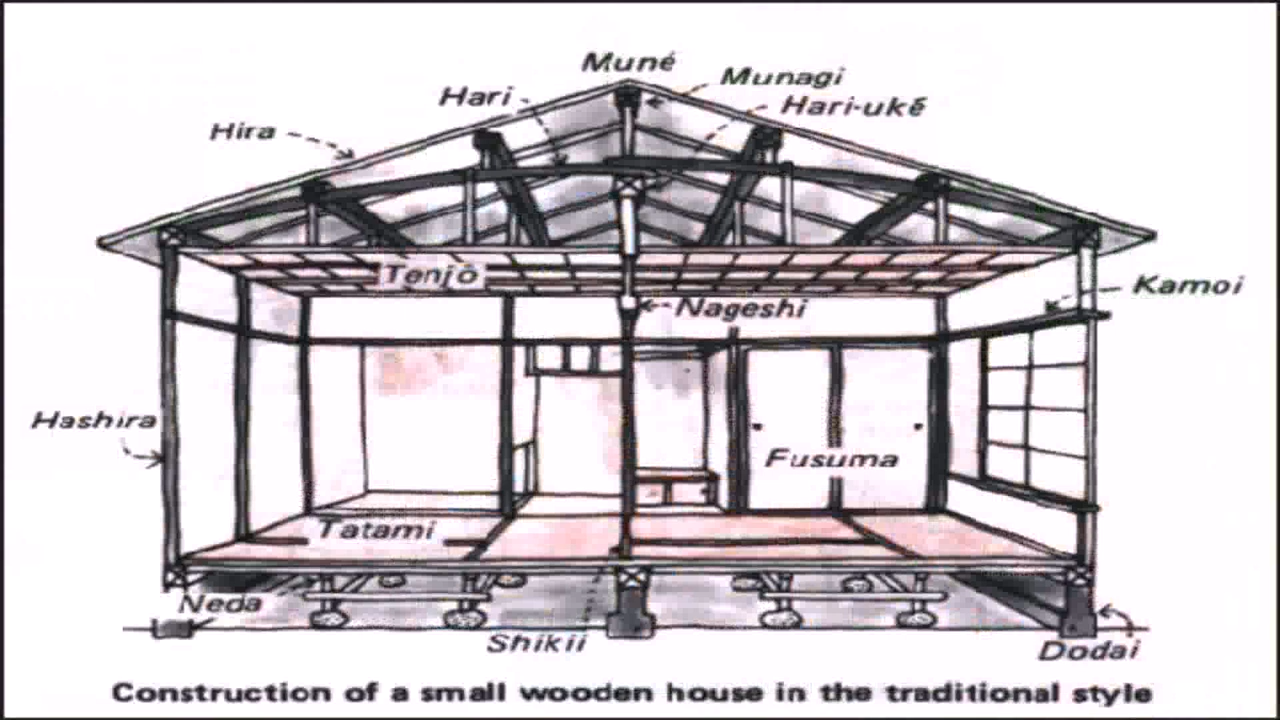 Muné
Munagi
Hari
Hari-uké
Hira
Tenjō
Nageshi
Kamoi
Hashira
Fusuma
Tatami
Neda
Shikii
Dodai
Construction of a small wooden house in the traditional style